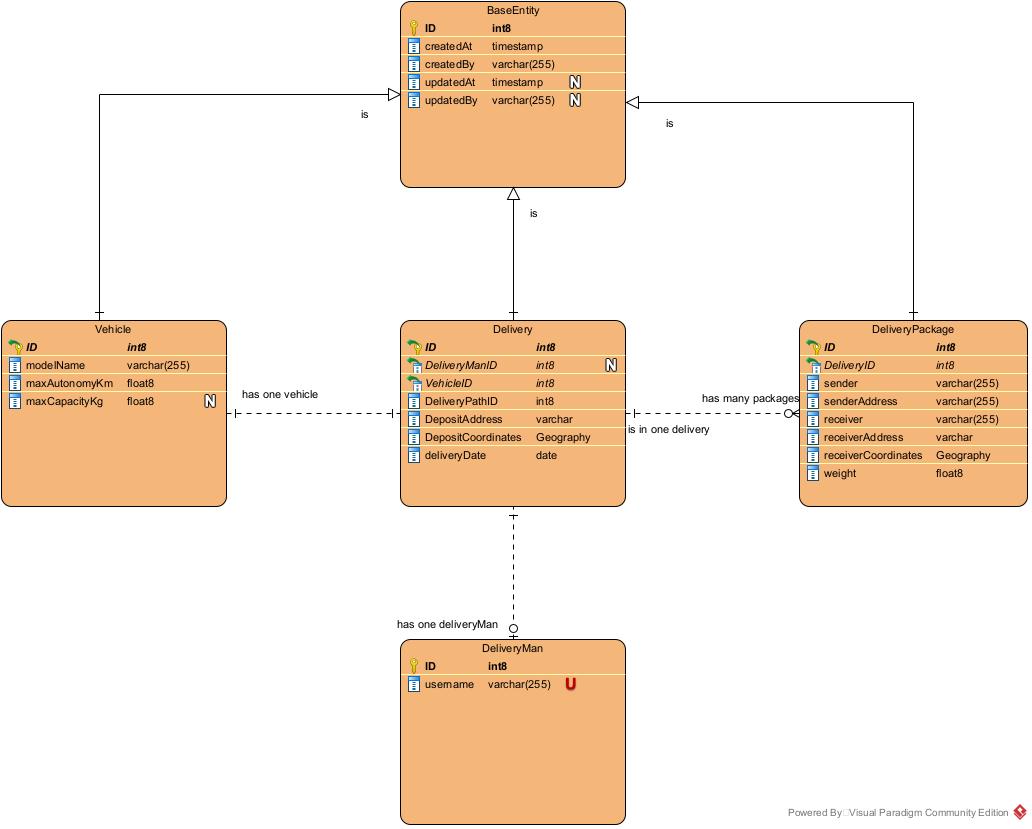 BaseEntity
ID int8
createdAt timestamp
createdBy varchar(255)
updatedAt timestamp N
updatedBy varchar(255) N
is
is
is
Vehicle
ID int8
modelName varchar(255)
maxAutonomyKm float8
maxCapacityKg float8 N
has one vehicle
Delivery
ID int8
DeliveryManID int8 N
VehicleID int8
DeliveryPathID int8
DepositAddress varchar
DepositCoordinates Geography
deliveryDate date
has many packages
is in one delivery
DeliveryPackage
ID int8
DeliveryID int8
sender varchar(255)
senderAddress varchar(255)
receiver varchar(255)
receiverAddress varchar
receiverCoordinates Geography
weight float8
has one deliveryMan
DeliveryMan
ID int8
username varchar(255) U
Powered By Visual Paradigm Community Edition